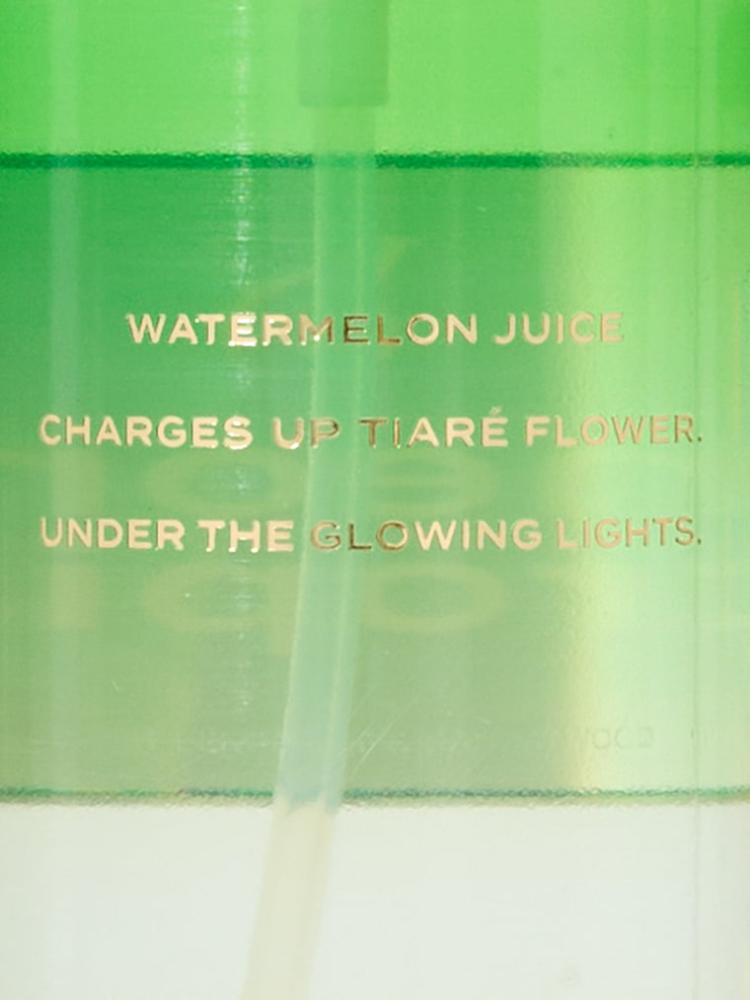 WATERMELON JUICE
CHARGES UP TIARÉ FLOWER.
UNDER THE GLOWING LIGHTS.